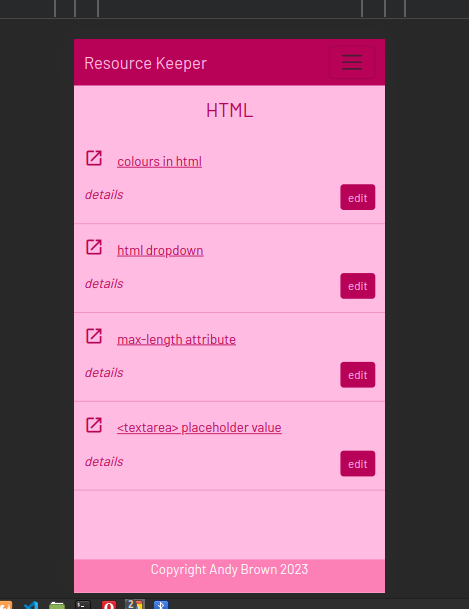 Resource Keeper
HTML
colours in html
details
edit
html dropdown
details
edit
max-length attribute
details
edit
<textarea> placeholder value
details
edit
Copyright Andy Brown 2023
2